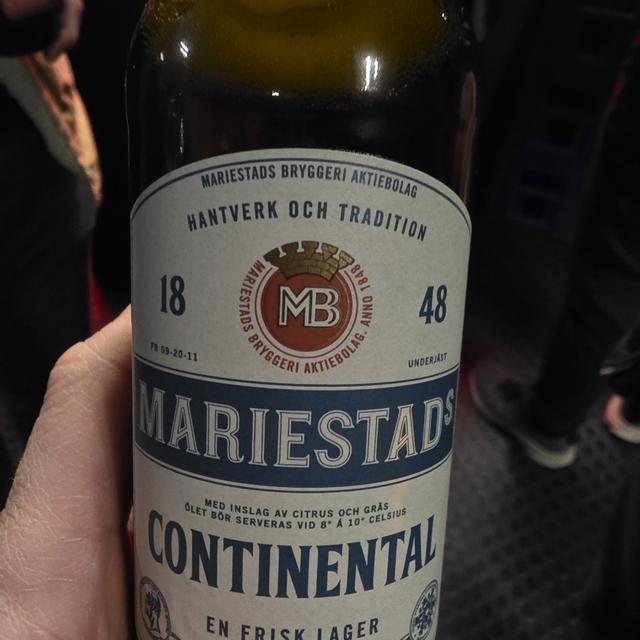 MARIESTADS BRYGGERI AKTIEBOLAG
HANTVERK OCH TRADITION
18
48
MB
MARIESTADS BRYGGERI AKTIEBOLAG. ANNO 1848
FB 09-20-11
UNDERJÄST
MARIESTADS
MED INSLAG AV CITRUS OCH GRÄS
ÖLET BÖR SERVERAS VID 8° Á 10° CELSIUS
CONTINENTAL
EN FRISK LAGER